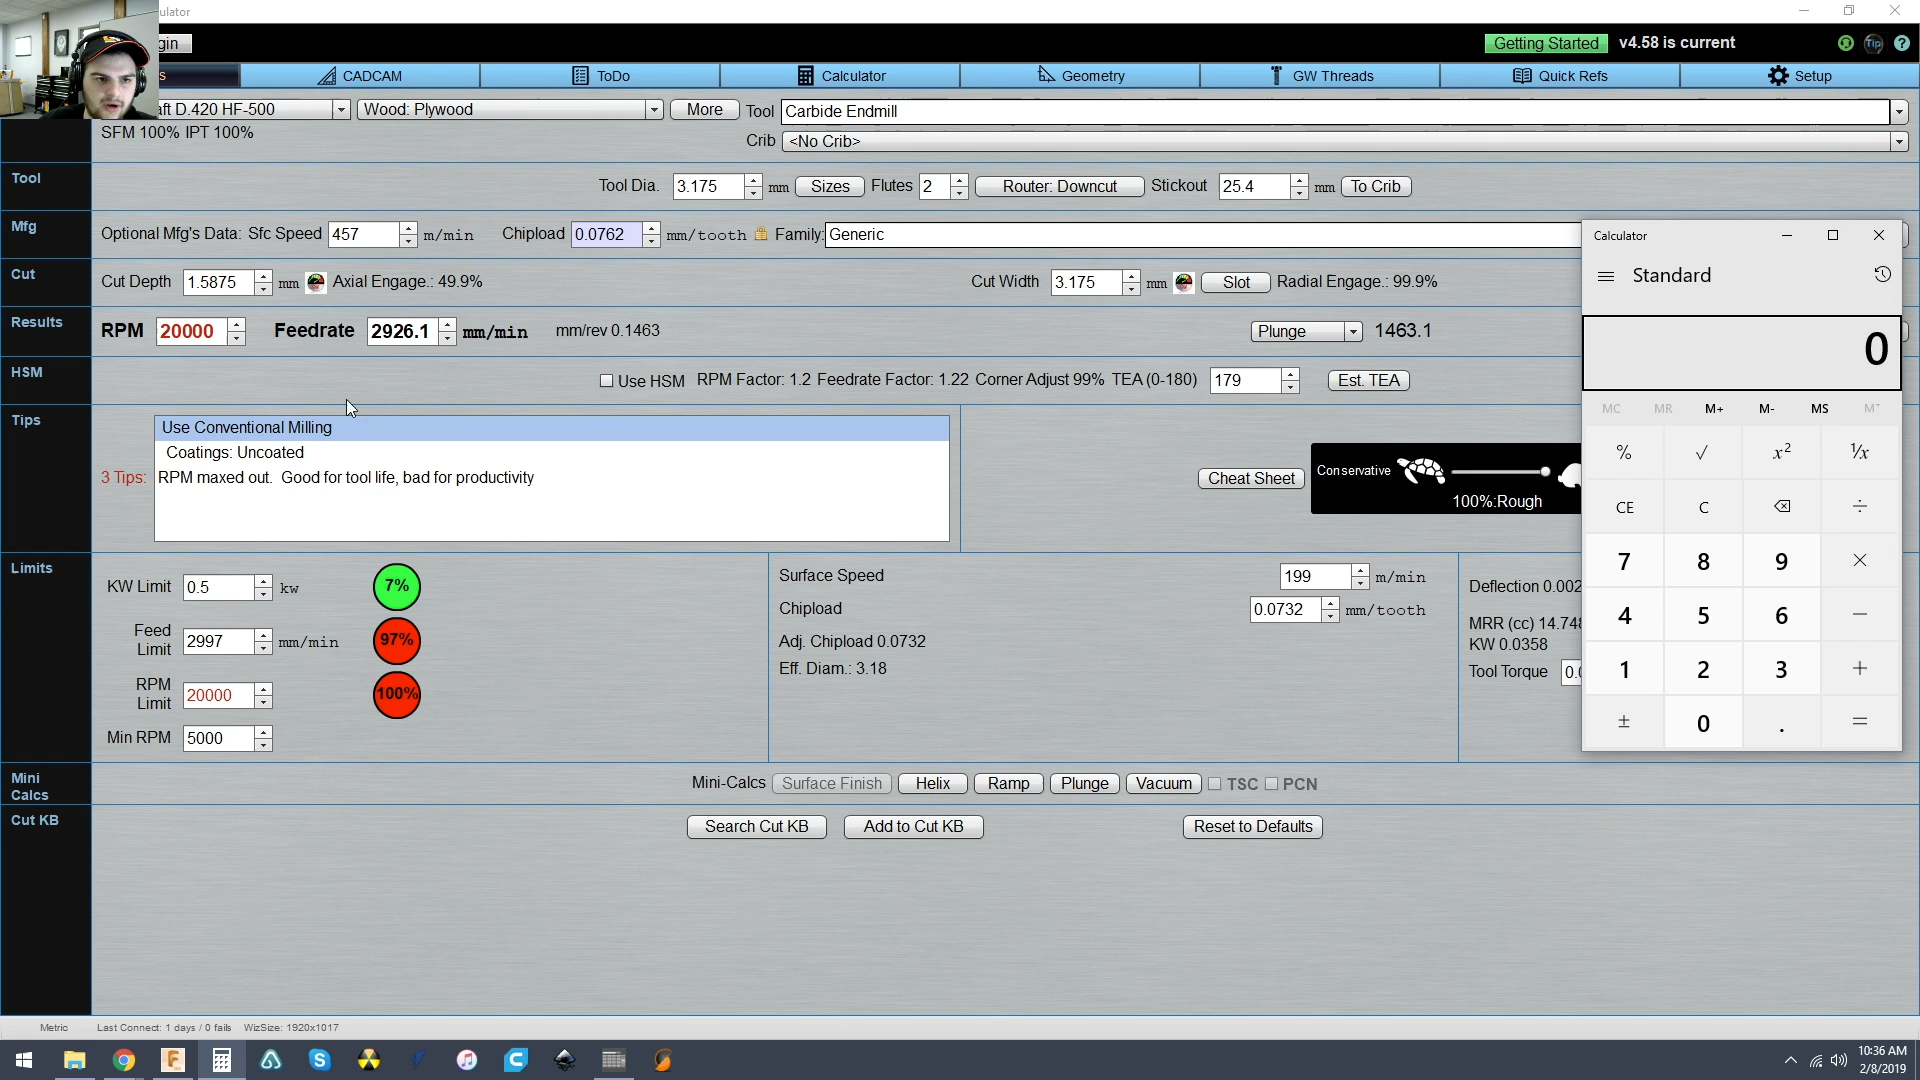 ulator
gin
Getting Started v4.58 is current Tip ?
s CADCAM ToDo Calculator Geometry GW Threads Quick Refs Setup
aft D.420 HF-500 Wood: Plywood More Tool Carbide Endmill
SFM 100% IPT 100% Crib <No Crib>
Tool Tool Dia. 3.175 mm Sizes Flutes 2 Router: Downcut Stickout 25.4 mm To Crib
Mfg Optional Mfg's Data: Sfc Speed 457 m/min Chipload 0.0762 mm/tooth Family: Generic
Cut Cut Depth 1.5875 mm Axial Engage.: 49.9% Cut Width 3.175 mm Slot Radial Engage.: 99.9%
Results RPM 20000 Feedrate 2926.1 mm/min mm/rev 0.1463 Plunge 1463.1
HSM Use HSM RPM Factor: 1.2 Feedrate Factor: 1.22 Corner Adjust 99% TEA (0-180) 179 Est. TEA
Tips
3 Tips:
Use Conventional Milling
Coatings: Uncoated
RPM maxed out. Good for tool life, bad for productivity
Cheat Sheet Conservative
100%:Rough
Limits
KW Limit 0.5 kw 7%
Feed
Limit 2997 mm/min 97%
RPM
Limit 20000 100%
Min RPM 5000
Surface Speed 199 m/min
Chipload 0.0732 mm/tooth
Adj. Chipload 0.0732
Eff. Diam.: 3.18
Deflection 0.002
MRR (cc) 14.748
KW 0.0358
Tool Torque 0.0
Mini
Calcs
Mini-Calcs Surface Finish Helix Ramp Plunge Vacuum TSC PCN
Cut KB Search Cut KB Add to Cut KB Reset to Defaults
Calculator
Standard
0
MC MR M+ M- MS M˅
% √ x² ¹/x
CE C ÷
7 8 9 ×
4 5 6 −
1 2 3 +
± 0 . =
Metric Last Connect: 1 days / 0 fails WizSize: 1920x1017
10:36 AM
2/8/2019